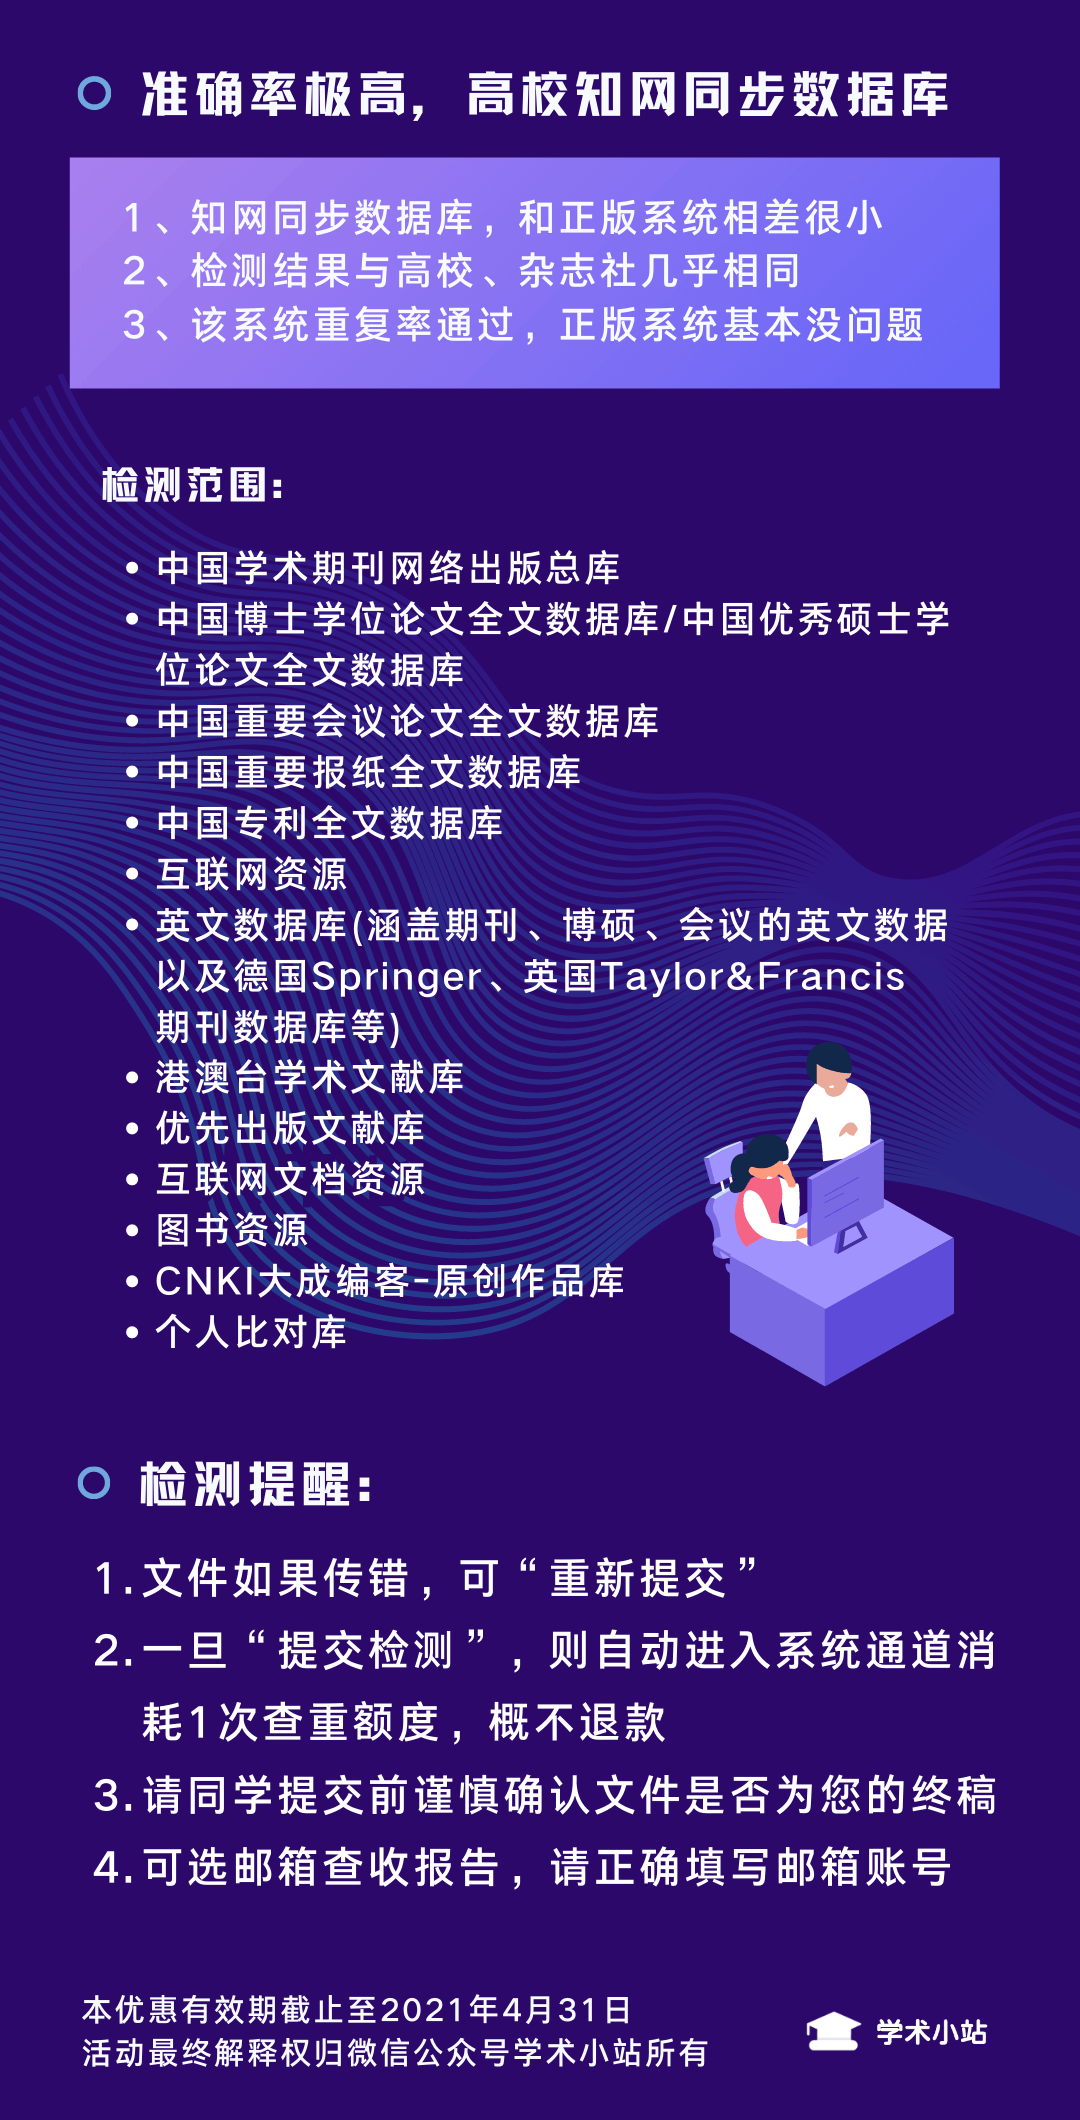 准确率极高，高校知网同步数据库
1、知网同步数据库，和正版系统相差很小
2、检测结果与高校、杂志社几乎相同
3、该系统重复率通过，正版系统基本没问题
检测范围：
• 中国学术期刊网络出版总库
• 中国博士学位论文全文数据库/中国优秀硕士学
位论文全文数据库
• 中国重要会议论文全文数据库
• 中国重要报纸全文数据库
• 中国专利全文数据库
• 互联网资源
• 英文数据库(涵盖期刊、博硕、会议的英文数据
以及德国Springer、英国Taylor&Francis
期刊数据库等)
• 港澳台学术文献库
• 优先出版文献库
• 互联网文档资源
• 图书资源
• CNKI大成编客-原创作品库
• 个人比对库
检测提醒：
1.文件如果传错，可“重新提交”
2.一旦“提交检测”，则自动进入系统通道消
耗1次查重额度，概不退款
3.请同学提交前谨慎确认文件是否为您的终稿
4.可选邮箱查收报告，请正确填写邮箱账号
本优惠有效期截止至2021年4月31日
活动最终解释权归微信公众号学术小站所有
学术小站